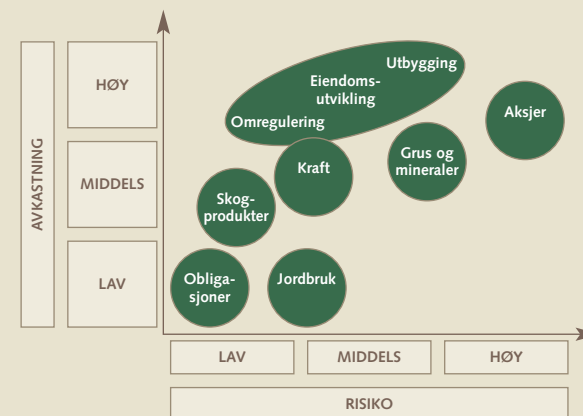 AVKASTNING
HØY
MIDDELS
LAV
Utbygging
Eiendoms-
utvikling
Omregulering
Aksjer
Grus og
mineraler
Kraft
Skog-
produkter
Obliga-
sjoner
Jordbruk
LAV
MIDDELS
HØY
RISIKO